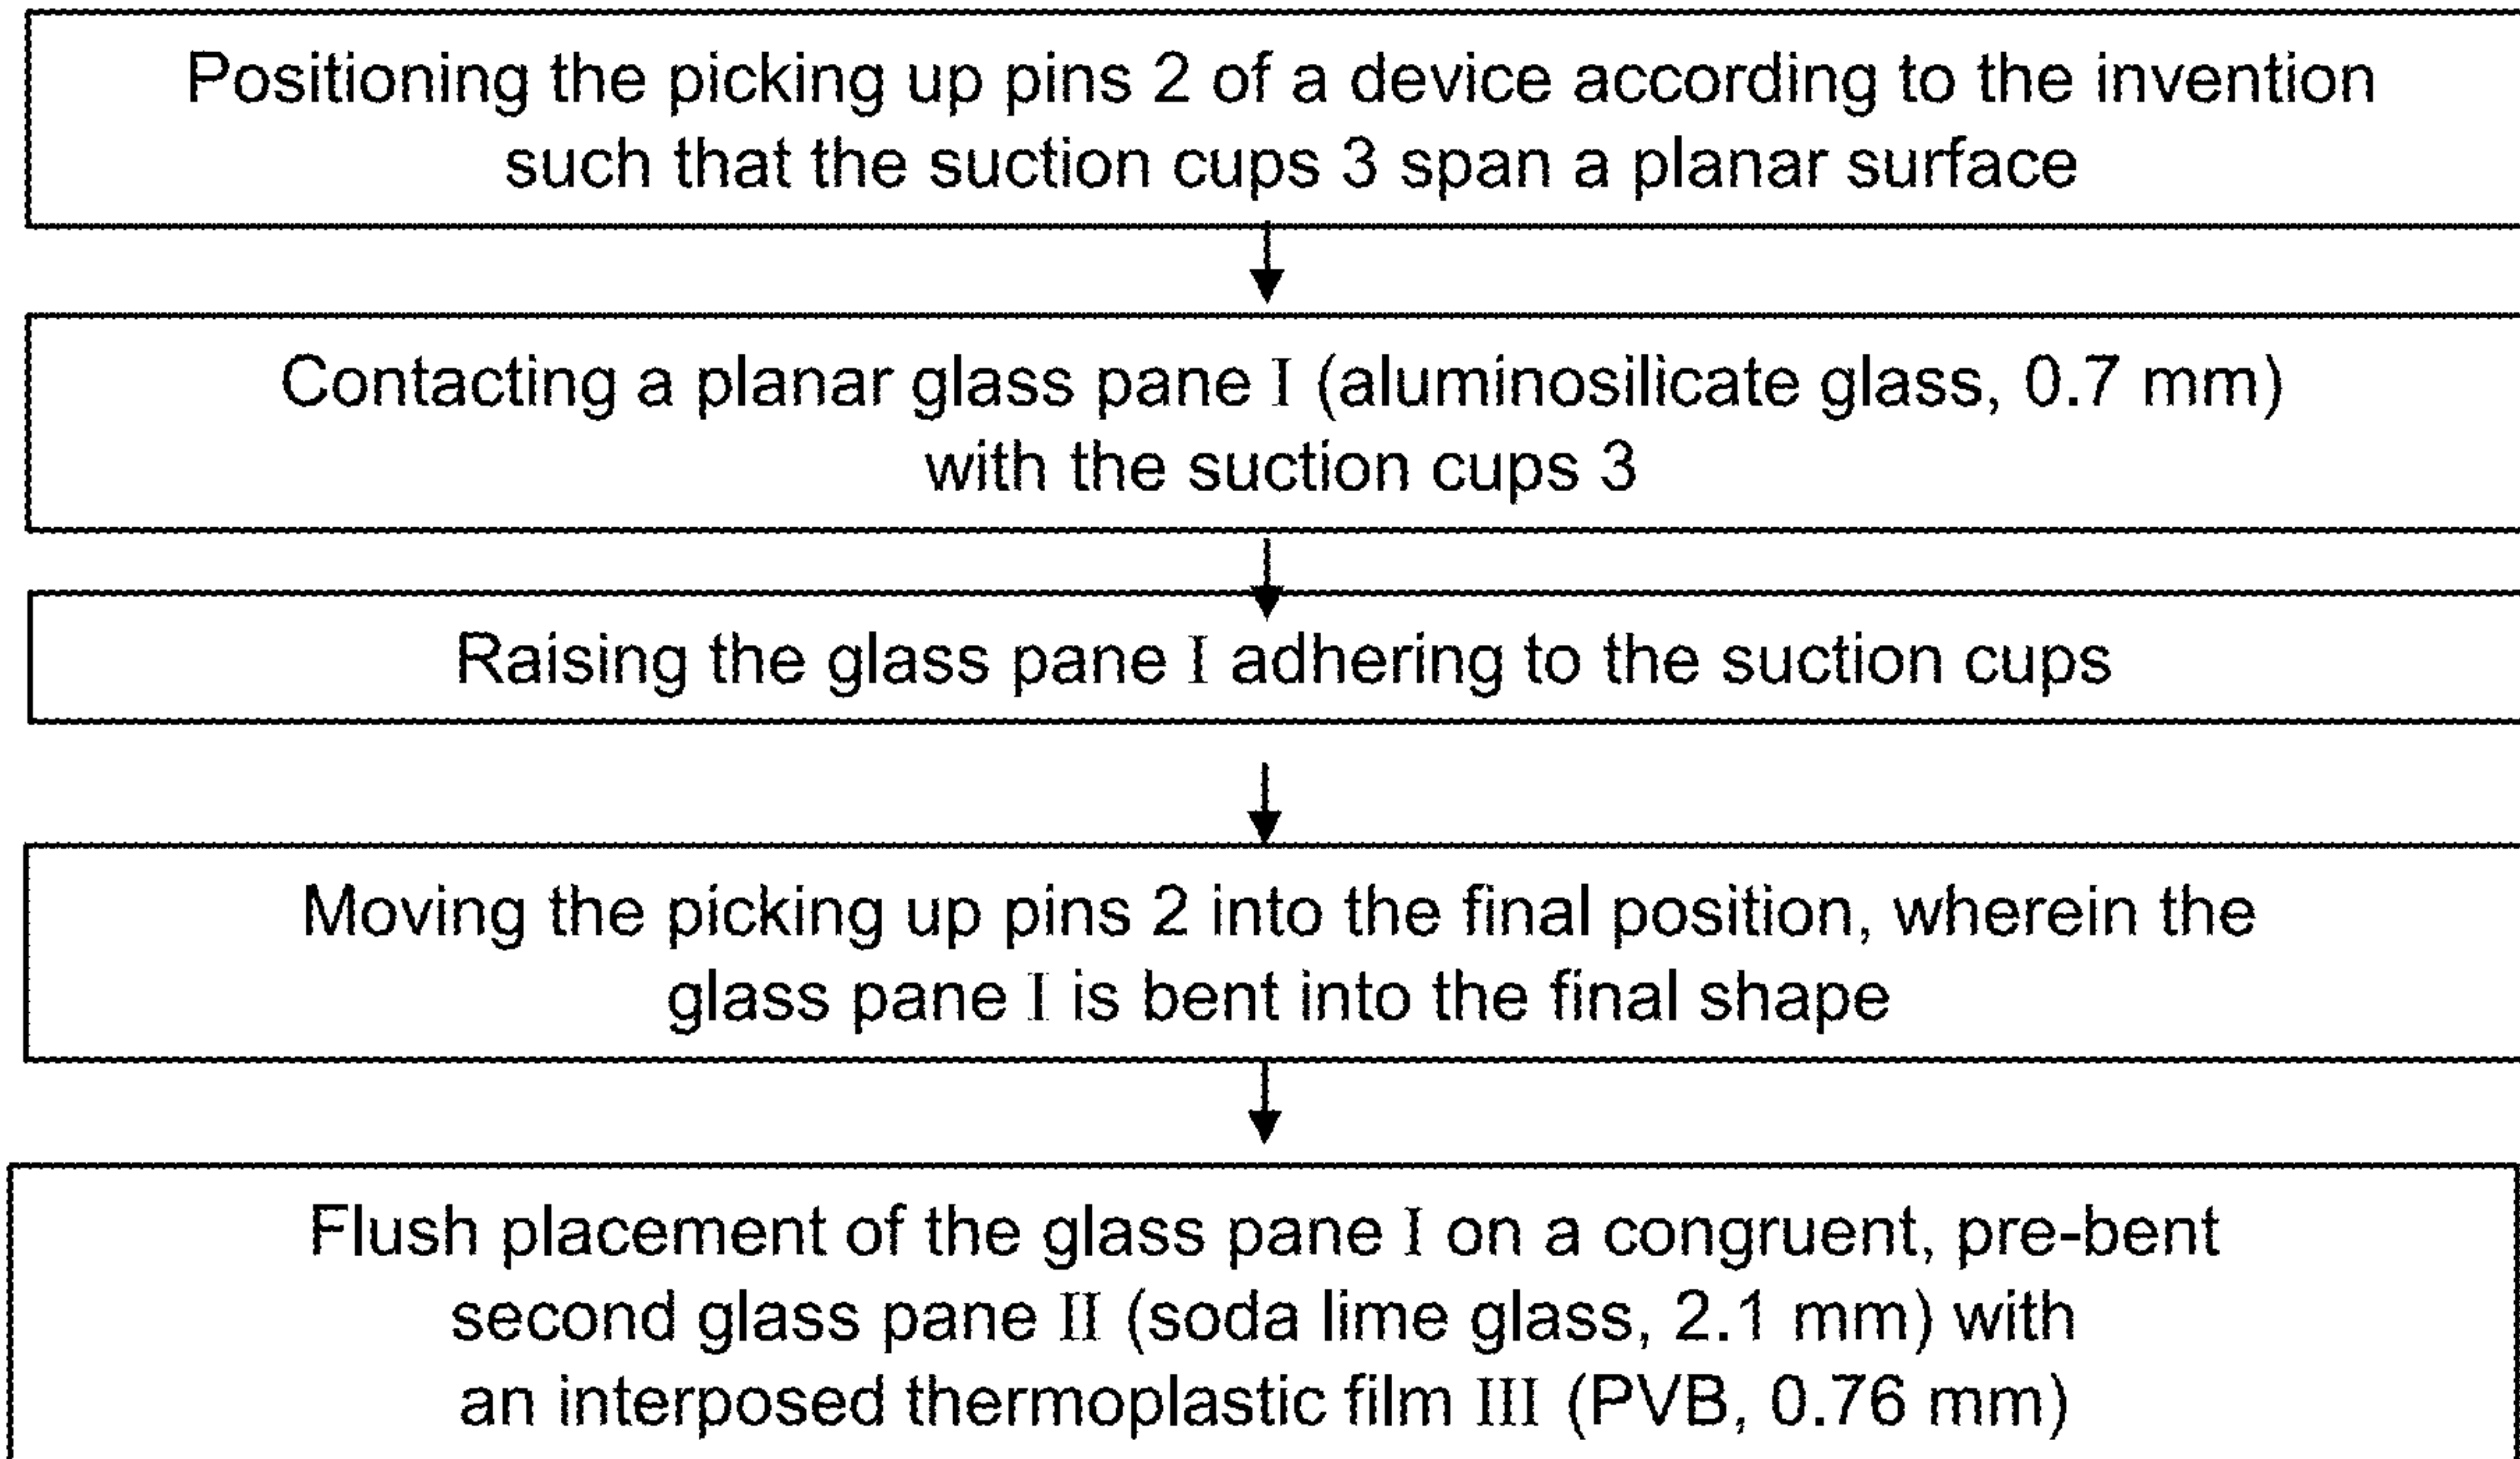 Positioning the picking up pins 2 of a device according to the invention
such that the suction cups 3 span a planar surface
Contacting a planar glass pane I (aluminosilicate glass, 0.7 mm)
with the suction cups 3
Raising the glass pane I adhering to the suction cups
Moving the picking up pins 2 into the final position, wherein the
glass pane I is bent into the final shape
Flush placement of the glass pane I on a congruent, pre-bent
second glass pane II (soda lime glass, 2.1 mm) with
an interposed thermoplastic film III (PVB, 0.76 mm)